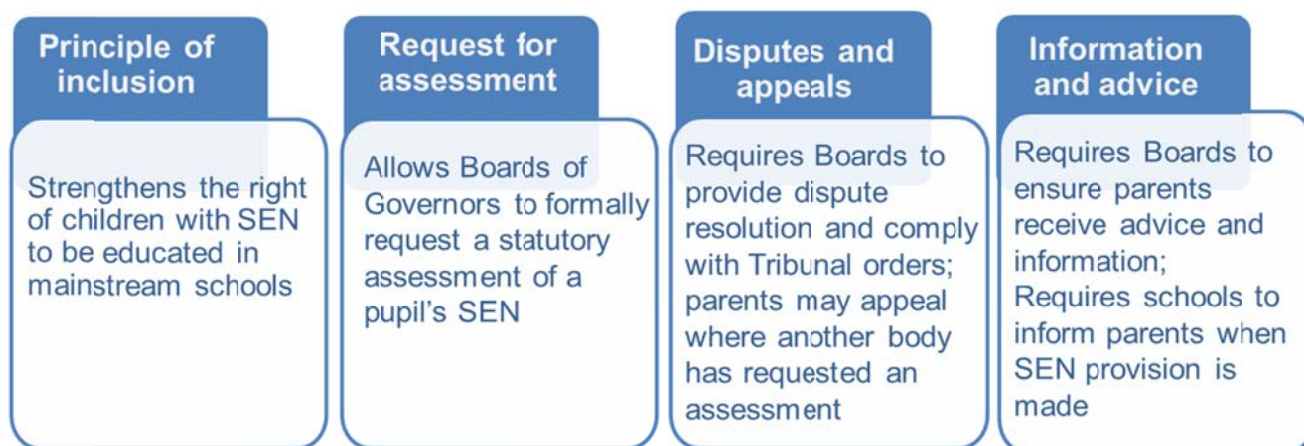 Principle of
inclusion
Strengthens the right
of children with SEN
to be educated in
mainstream schools
Request for
assessment
Allows Boards of
Governors to formally
request a statutory
assessment of a
pupil's SEN
Disputes and
appeals
Requires Boards to
provide dispute
resolution and comply
with Tribunal orders;
parents may appeal
where another body
has requested an
assessment
Information
and advice
Requires Boards to
ensure parents
receive advice and
information;
Requires schools to
inform parents when
SEN provision is
made